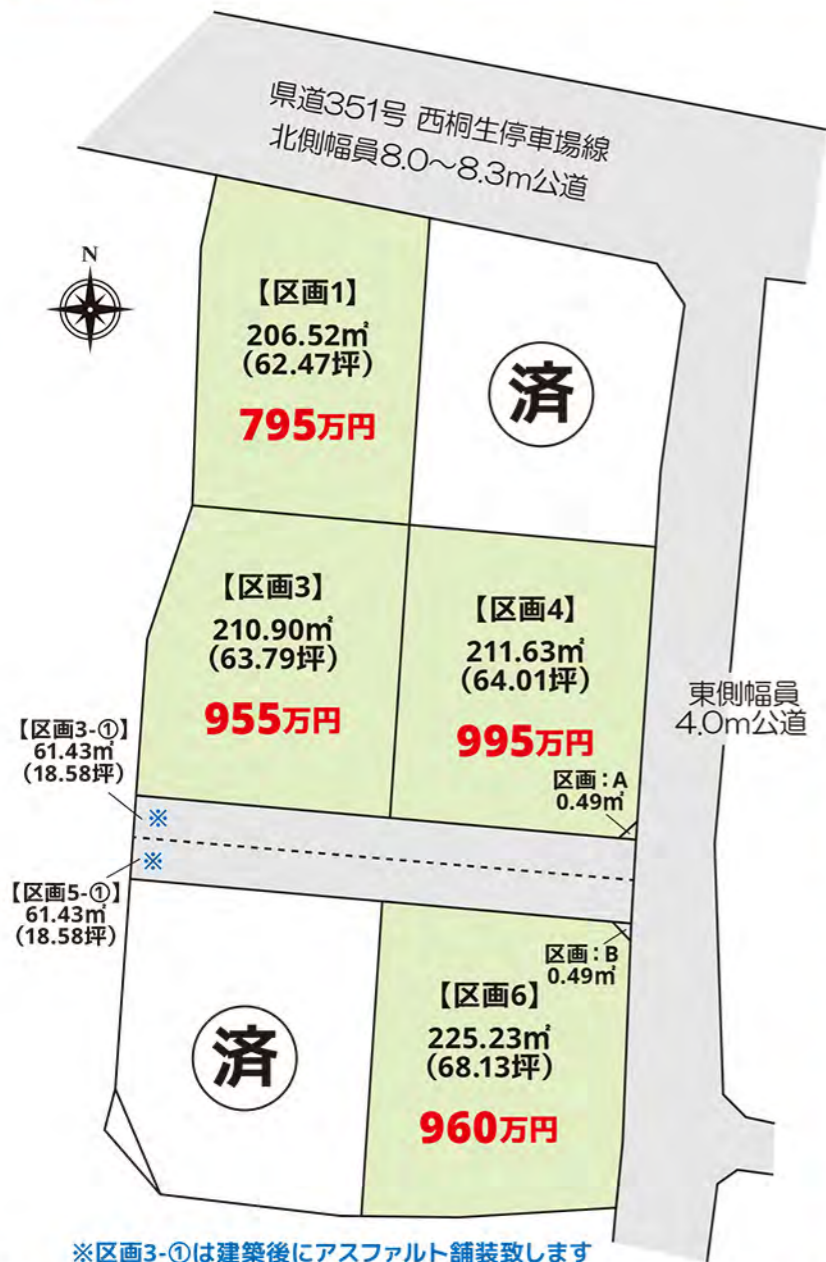 県道351号 西桐生停車場線
北側幅員8.0～8.3m公道
N
【区画1】
206.52㎡
（62.47坪）
795万円
済
【区画3】
210.90㎡
（63.79坪）
955万円
【区画4】
211.63㎡
（64.01坪）
995万円
東側幅員
4.0m公道
【区画3-①】
61.43㎡
（18.58坪）
※
区画：A
0.49㎡
※
【区画5-①】
61.43㎡
（18.58坪）
区画：B
0.49㎡
済
【区画6】
225.23㎡
（68.13坪）
960万円
※区画3-①は建築後にアスファルト舗装致します